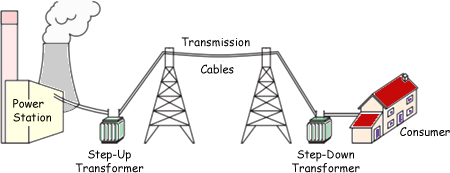 Transmission
Cables
Power
Station
Consumer
Step-Up
Transformer
Step-Down
Transformer